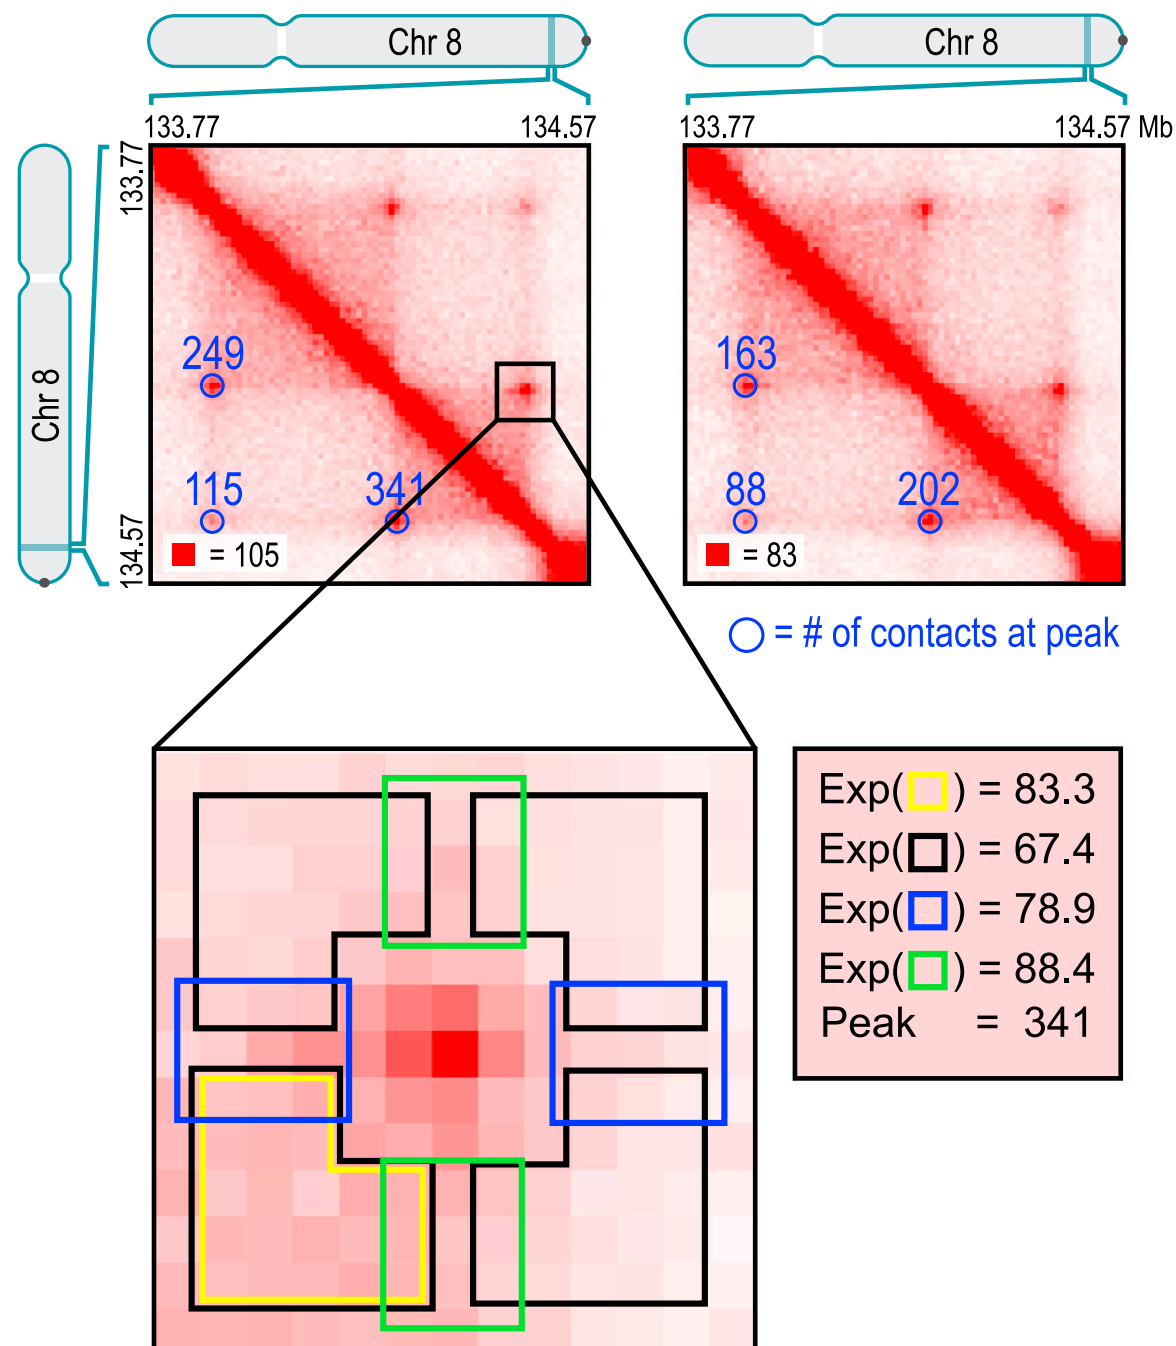 Chr 8
Chr 8
133.77
134.57
133.77
134.57 Mb
133.77
Chr 8
134.57
249
115
341
= 105
163
88
202
= 83
= # of contacts at peak
Exp( ) = 83.3
Exp( ) = 67.4
Exp( ) = 78.9
Exp( ) = 88.4
Peak = 341